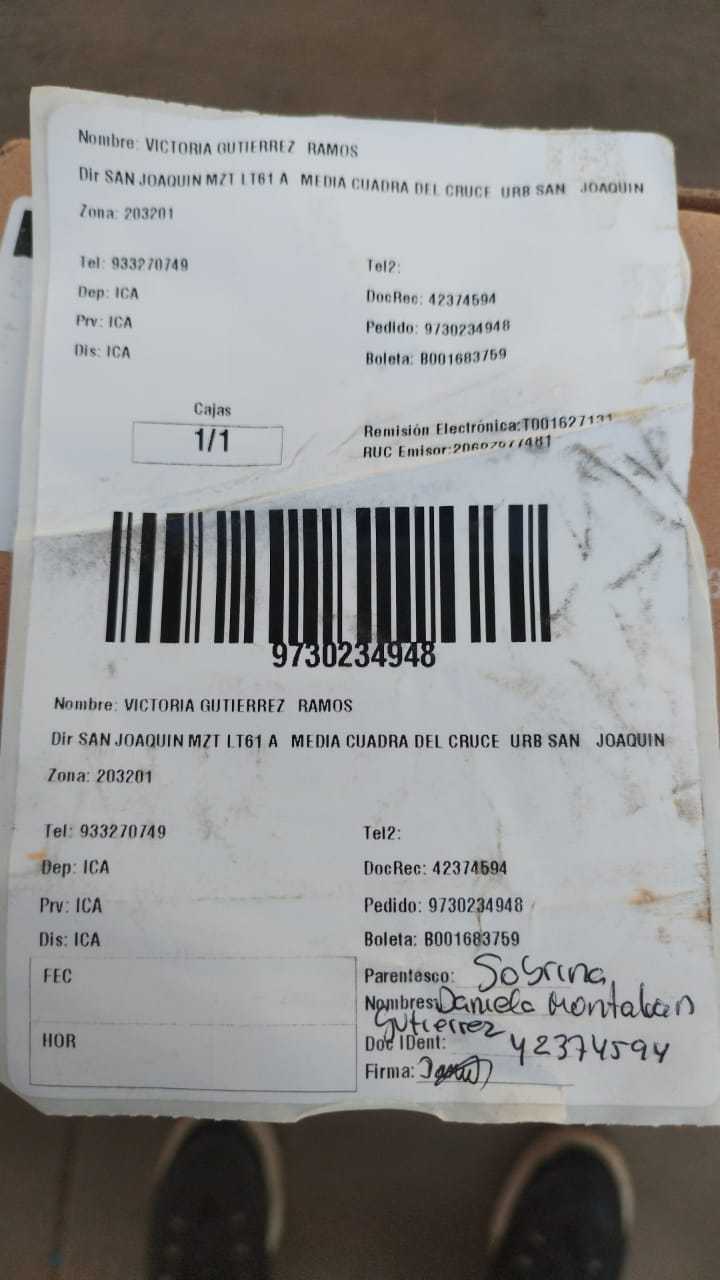 Nombre: VICTORIA GUTIERREZ RAMOS
Dir SAN JOAQUIN MZT LT61 A MEDIA CUADRA DEL CRUCE URB SAN JOAQUIN
Zona: 203201
Tel: 933270749 Tel2:
Dep: ICA DocRec: 42374594
Prv: ICA Pedido: 9730234948
Dis: ICA Boleta: B001683759
Cajas
1/1
Remisión Electrónica:T001627131
RUC Emisor:
9730234948
Nombre: VICTORIA GUTIERREZ RAMOS
Dir SAN JOAQUIN MZT LT61 A MEDIA CUADRA DEL CRUCE URB SAN JOAQUIN
Zona: 203201
Tel: 933270749 Tel2:
Dep: ICA DocRec: 42374594
Prv: ICA Pedido: 9730234948
Dis: ICA Boleta: B001683759
FEC
HOR
Parentesco: Sobrina
Nombres: Daniela Montalban
Gutierrez
Doc IDent: 42374594
Firma: